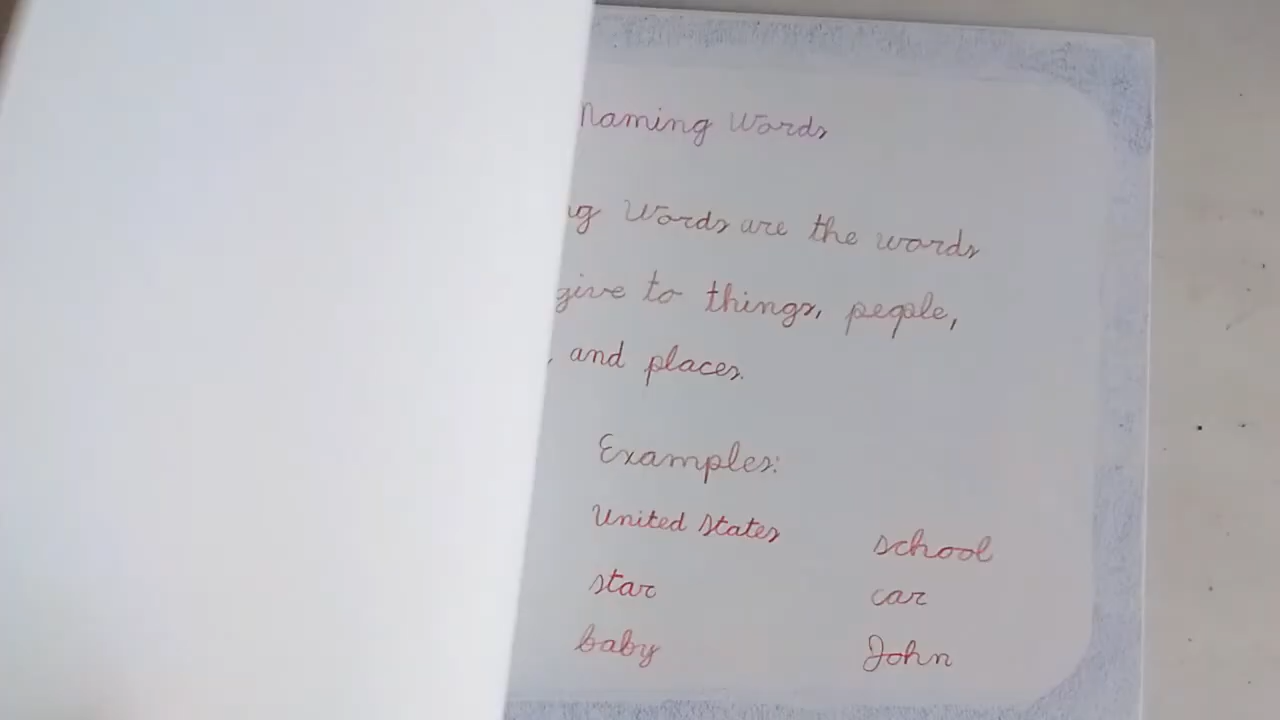 Naming Words
ng Words are the words
give to things, people,
, and places.
Examples:
United States school
star car
baby John